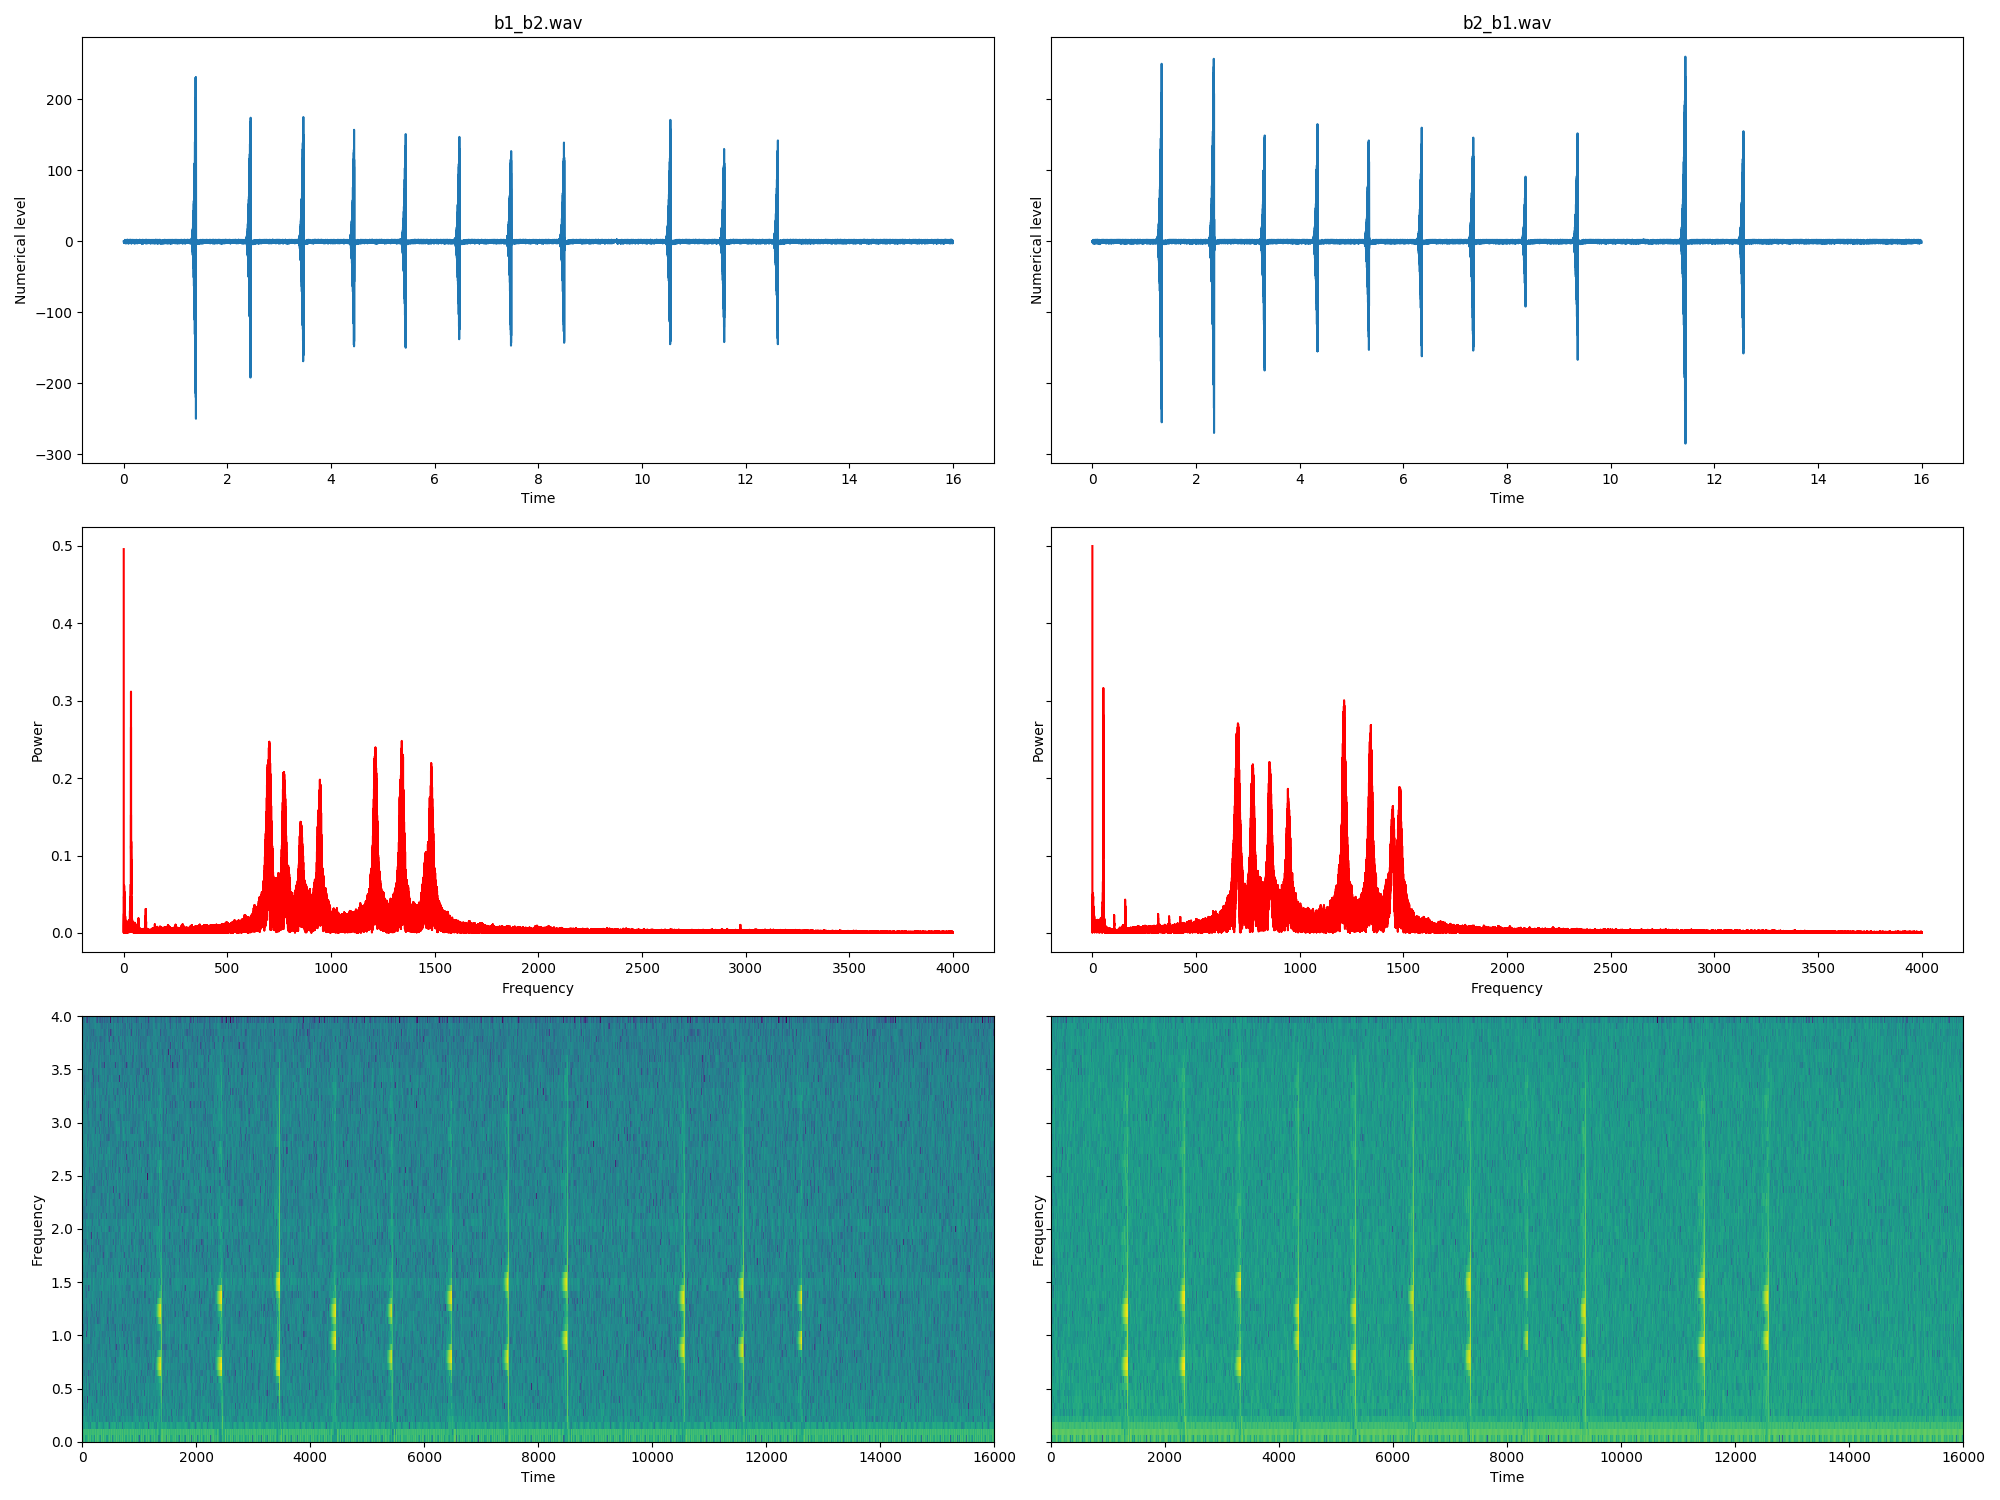 b1_b2.wav
b2_b1.wav
200
100
0
−100
−200
−300
Numerical level
Numerical level
0 2 4 6 8 10 12 14 16
0 2 4 6 8 10 12 14 16
Time
Time
0.5
0.4
0.3
0.2
0.1
0.0
Power
Power
0 500 1000 1500 2000 2500 3000 3500 4000
0 500 1000 1500 2000 2500 3000 3500 4000
Frequency
Frequency
4.0
3.5
3.0
2.5
2.0
1.5
1.0
0.5
0.0
Frequency
Frequency
0 2000 4000 6000 8000 10000 12000 14000 16000
0 2000 4000 6000 8000 10000 12000 14000 16000
Time
Time